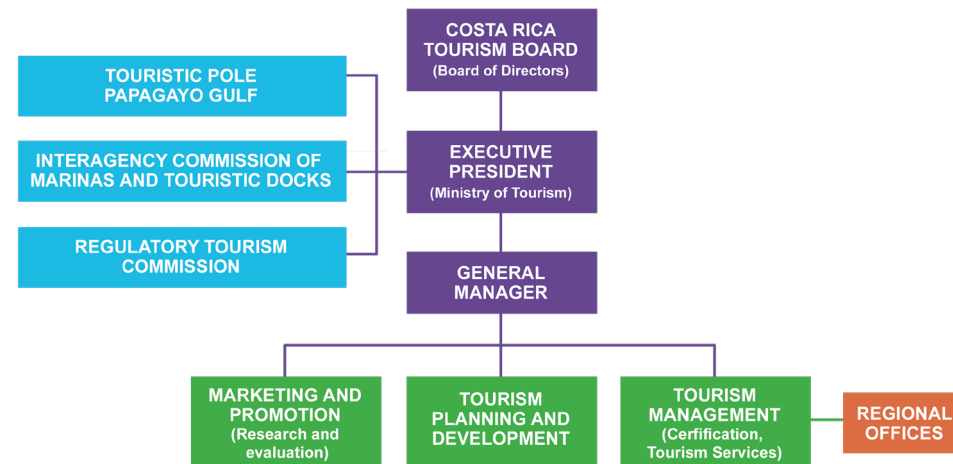 COSTA RICA
TOURISM BOARD
(Board of Directors)
TOURISTIC POLE
PAPAGAYO GULF
INTERAGENCY COMMISSION OF
MARINAS AND TOURISTIC DOCKS
EXECUTIVE
PRESIDENT
(Ministry of Tourism)
REGULATORY TOURISM
COMMISSION
GENERAL
MANAGER
MARKETING AND
PROMOTION
(Research and
evaluation)
TOURISM
PLANNING AND
DEVELOPMENT
TOURISM
MANAGEMENT
(Cerfification,
Tourism Services)
REGIONAL
OFFICES